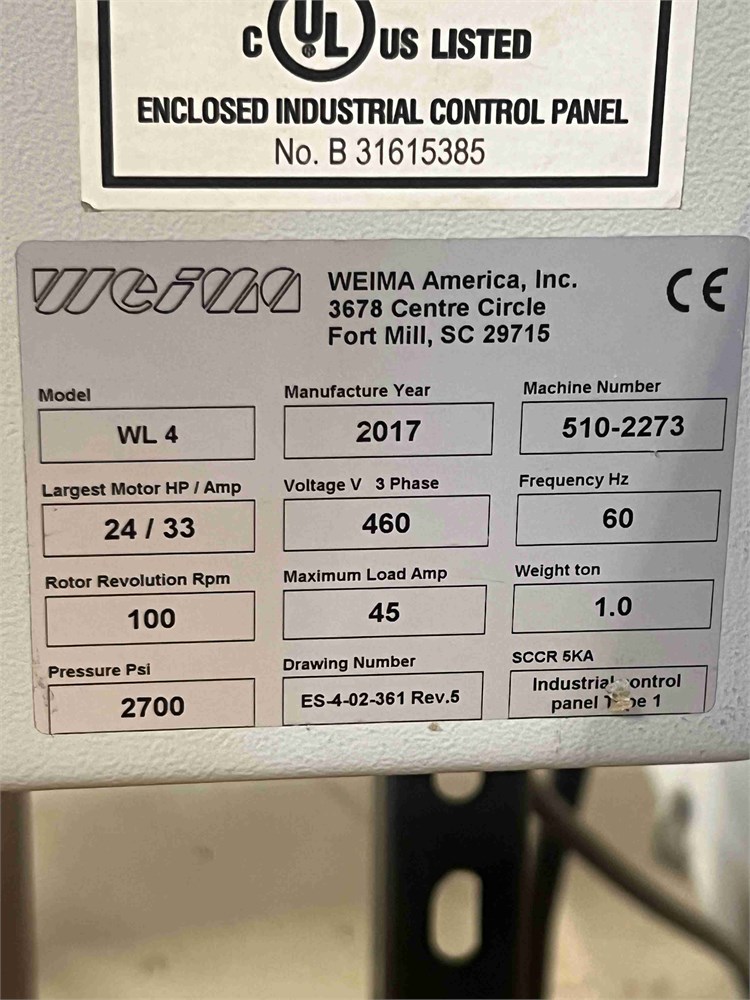 C UL US LISTED
ENCLOSED INDUSTRIAL CONTROL PANEL
No. B 31615385
weima
WEIMA America, Inc.
3678 Centre Circle
Fort Mill, SC 29715
CE
Model
WL 4
Manufacture Year
2017
Machine Number
510-2273
Largest Motor HP / Amp
24 / 33
Voltage V 3 Phase
460
Frequency Hz
60
Rotor Revolution Rpm
100
Maximum Load Amp
45
Weight ton
1.0
Pressure Psi
2700
Drawing Number
ES-4-02-361 Rev.5
SCCR 5KA
Industrial control
panel Type 1